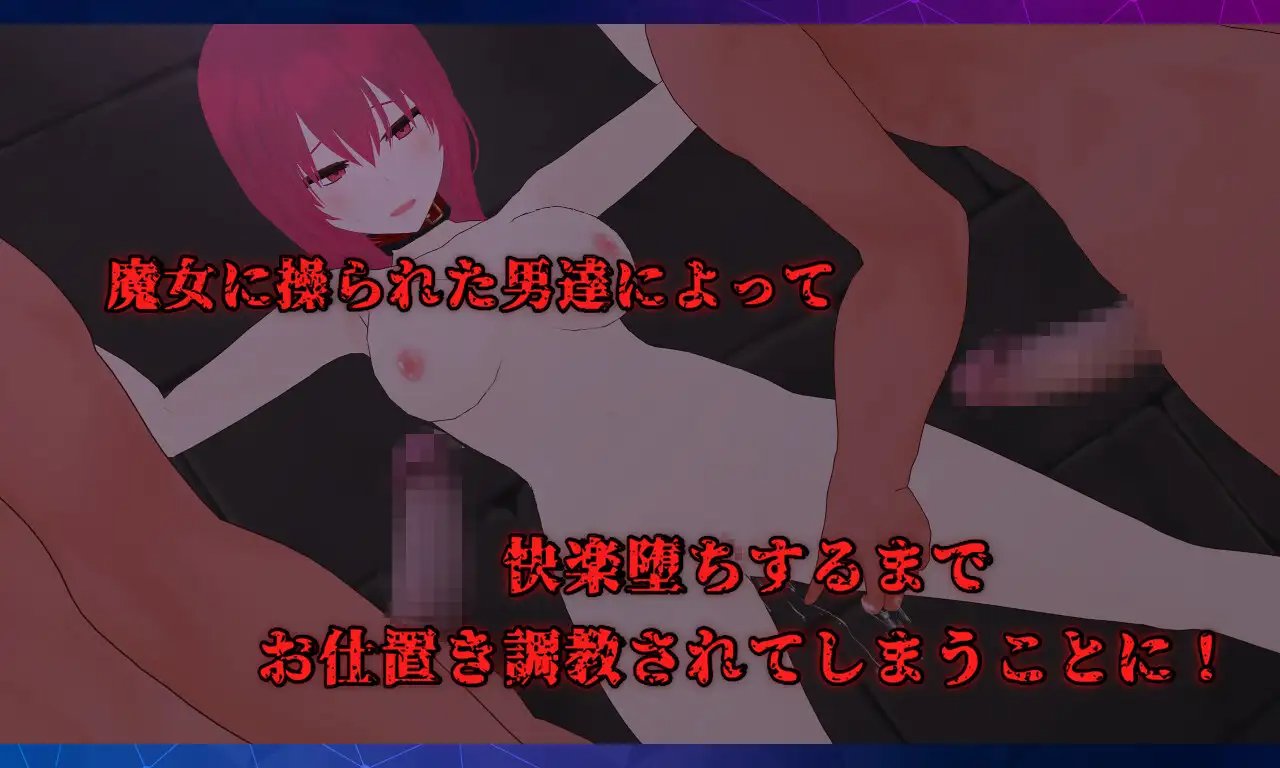 魔女に操られた男達によって
快楽堕ちするまで
お仕置き調教されてしまうことに！